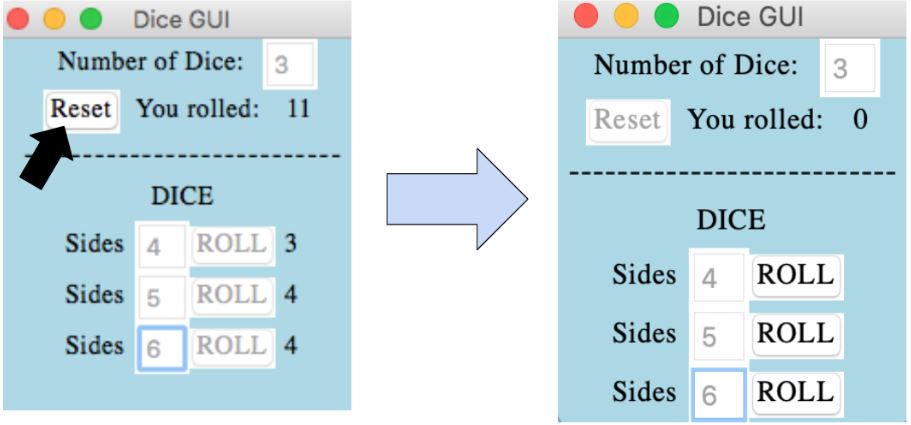 Dice GUI
Number of Dice: 3
Reset You rolled: 11
--------------------------
DICE
Sides 4 ROLL 3
Sides 5 ROLL 4
Sides 6 ROLL 4
Dice GUI
Number of Dice: 3
Reset You rolled: 0
--------------------------
DICE
Sides 4 ROLL
Sides 5 ROLL
Sides 6 ROLL